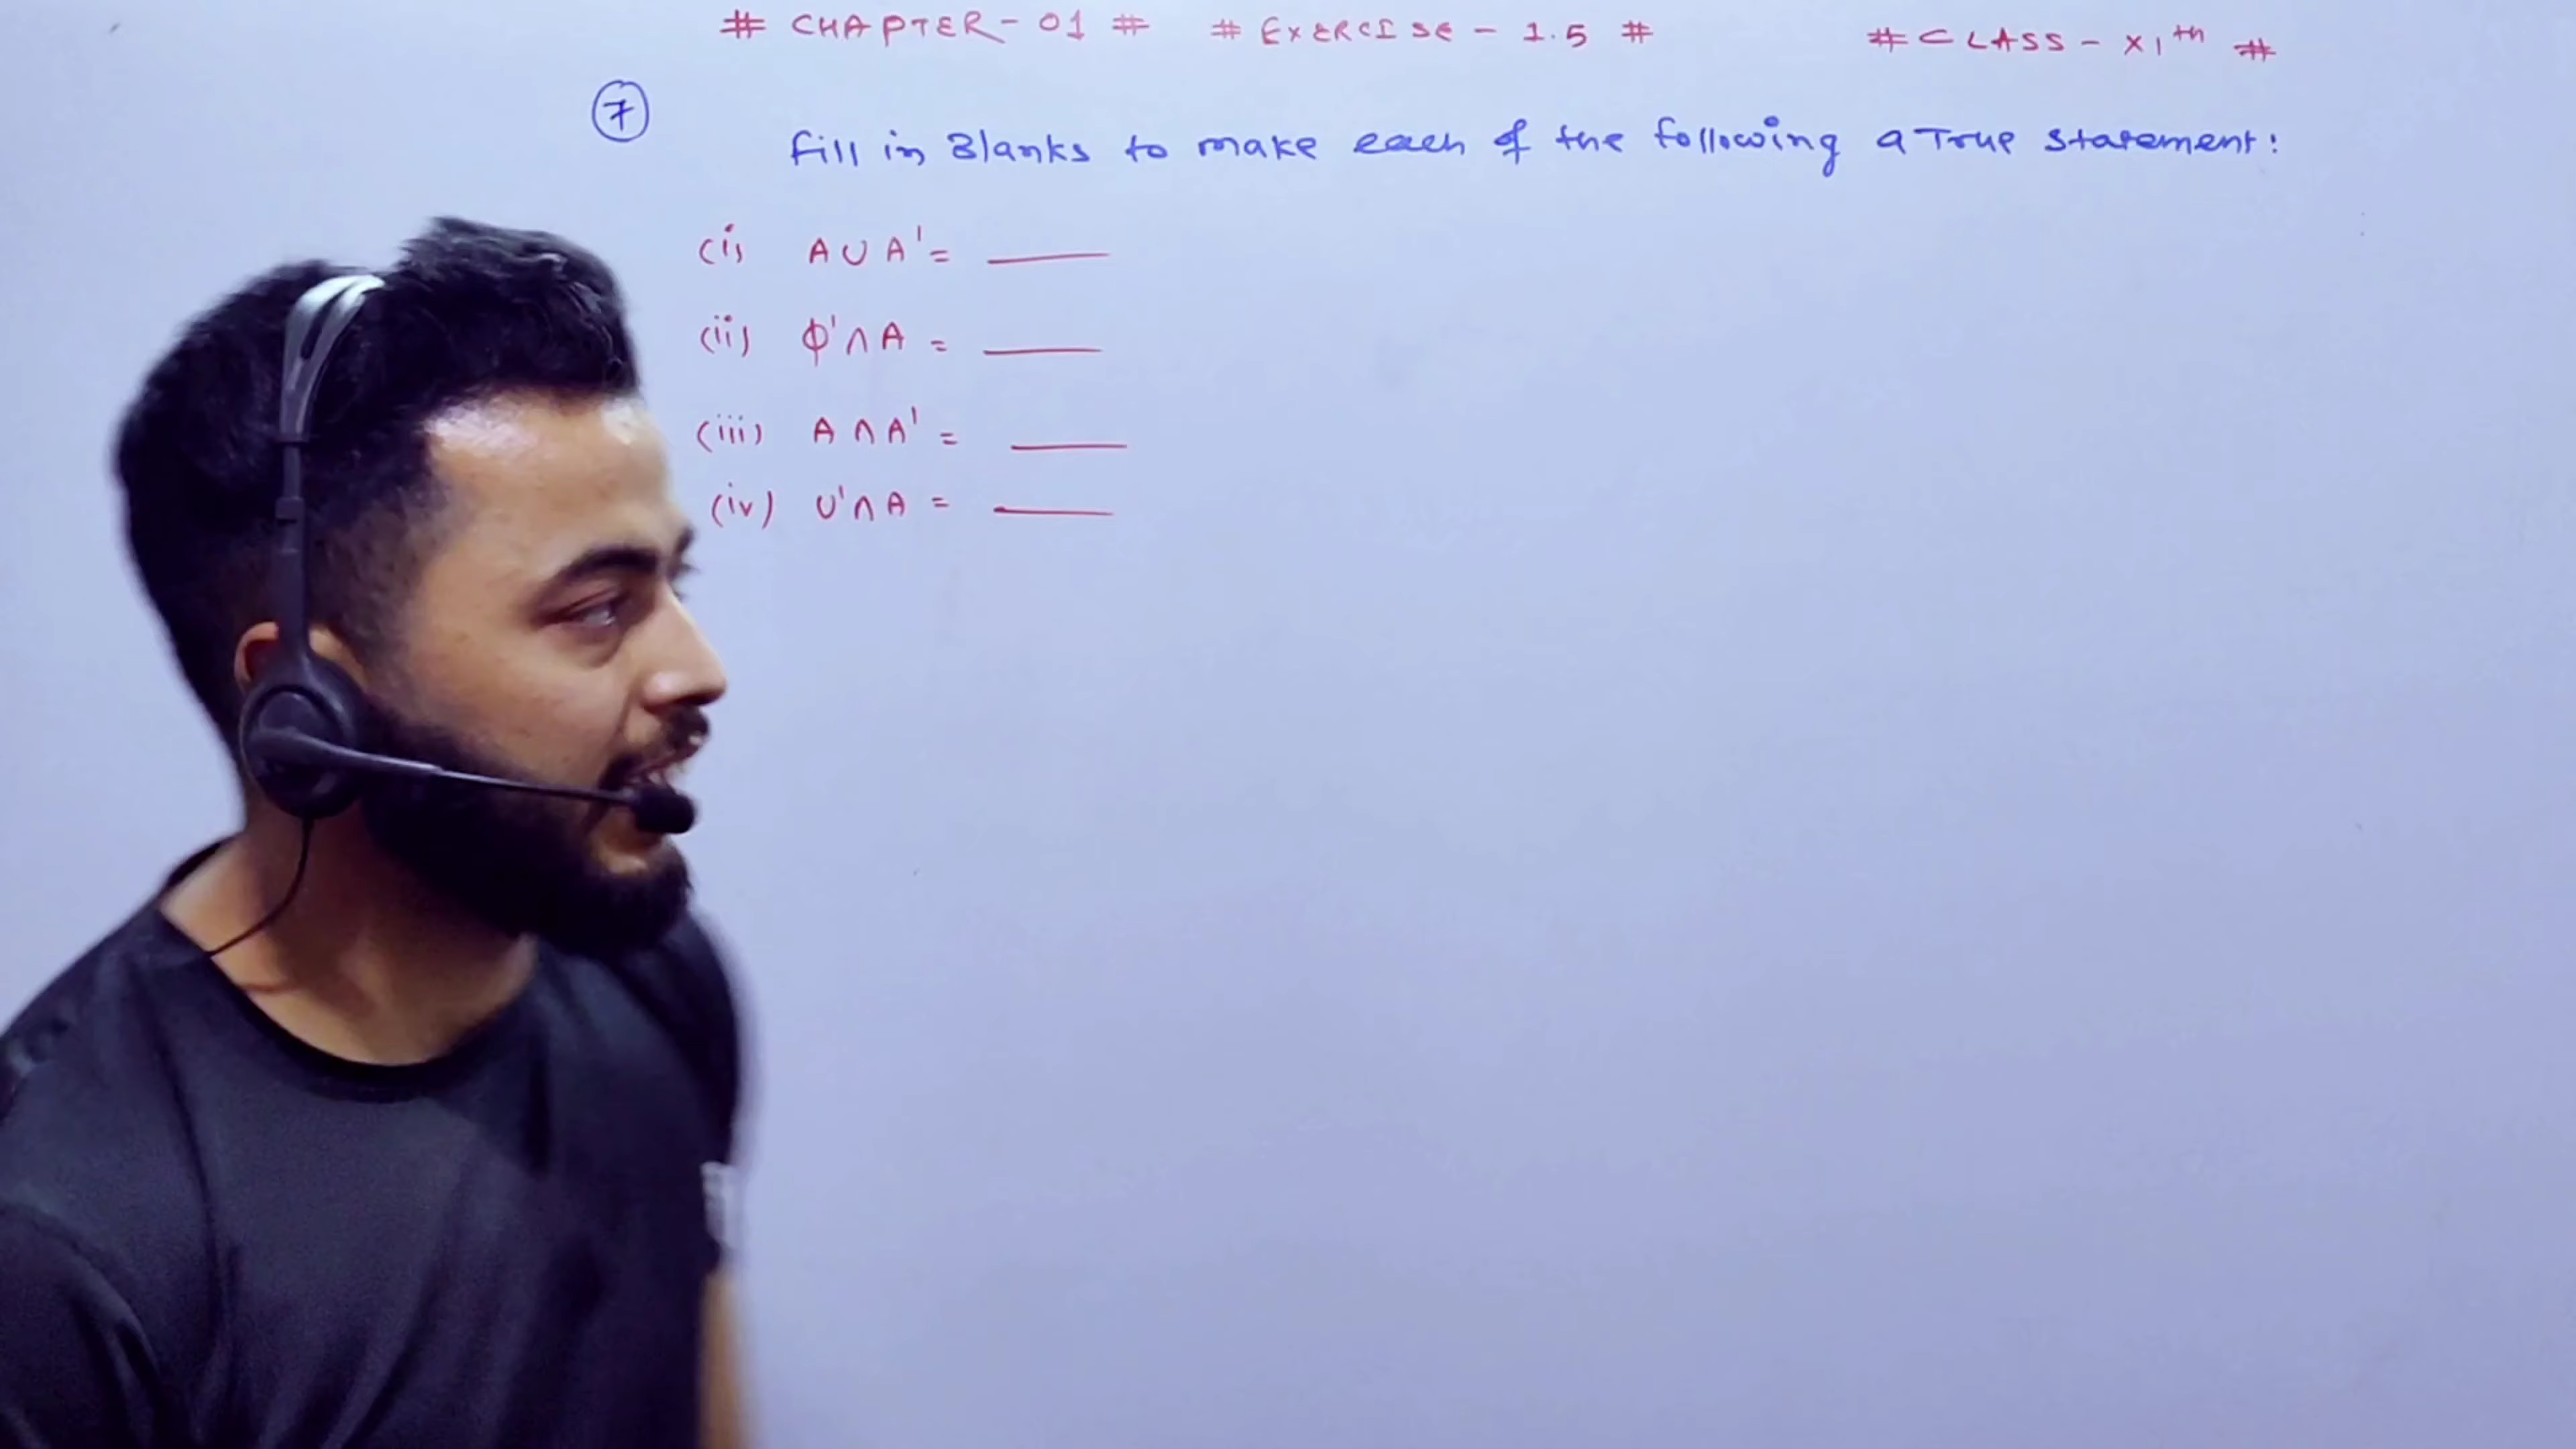 # CHAPTER - 01 # # EXERCISE - 1.5 # # CLASS - XIth #
7 Fill in Blanks to make each of the following a True Statement:
(i) A ∪ A' = ____
(ii) Φ' ∩ A = ____
(iii) A ∩ A' = ____
(iv) U' ∩ A = ____